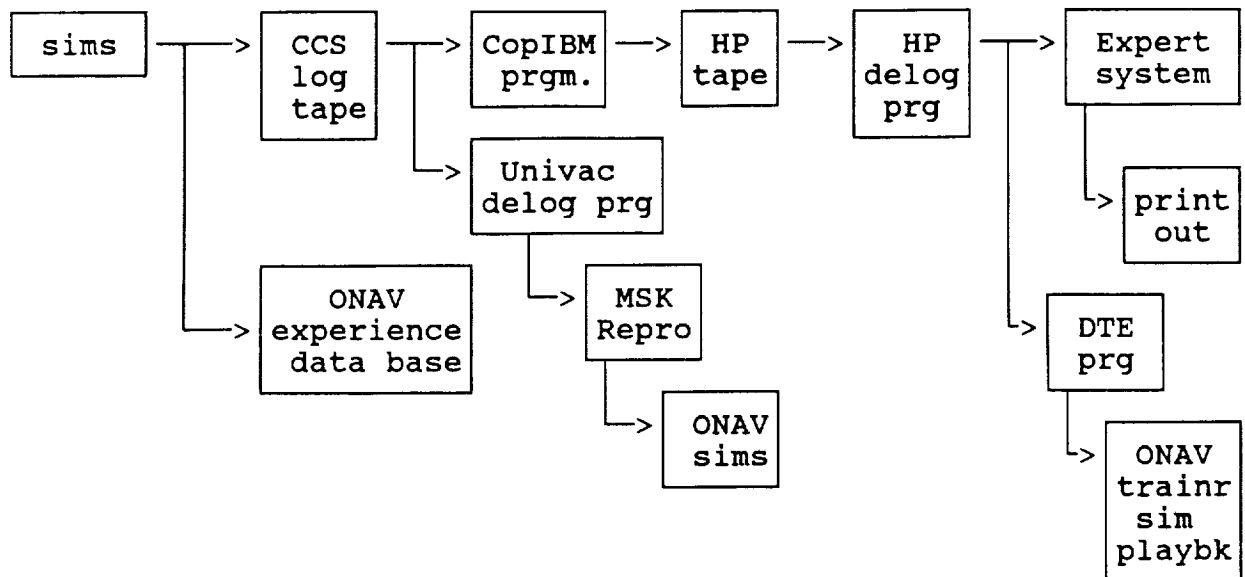 sims
CCS
log
tape
CopIBM
prgm.
HP
tape
HP
delog
prg
Expert
system
Univac
delog prg
print
out
ONAV
experience
data base
MSK
Repro
DTE
prg
ONAV
sims
ONAV
trainr
sim
playbk